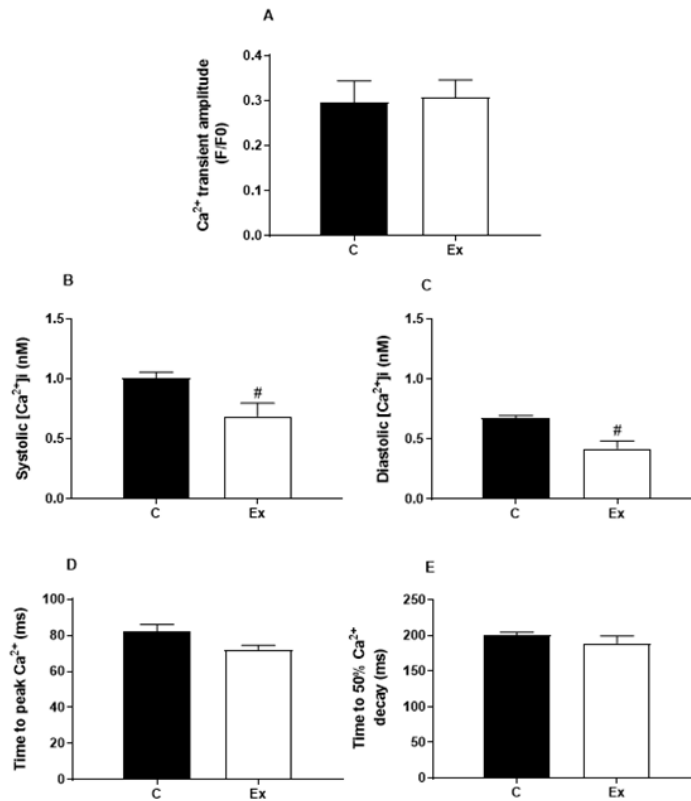 A
Ca²⁺ transient amplitude
(F/F0)
0.4
0.3
0.2
0.1
0.0
C
Ex
B
Systolic [Ca²⁺]i (nM)
1.5
1.0
0.5
0.0
#
C
Ex
C
Diastolic [Ca²⁺]i (nM)
1.5
1.0
0.5
0.0
#
C
Ex
D
Time to peak Ca²⁺ (ms)
100
80
60
40
20
0
C
Ex
E
Time to 50% Ca²⁺
decay (ms)
250
200
150
100
50
0
C
Ex